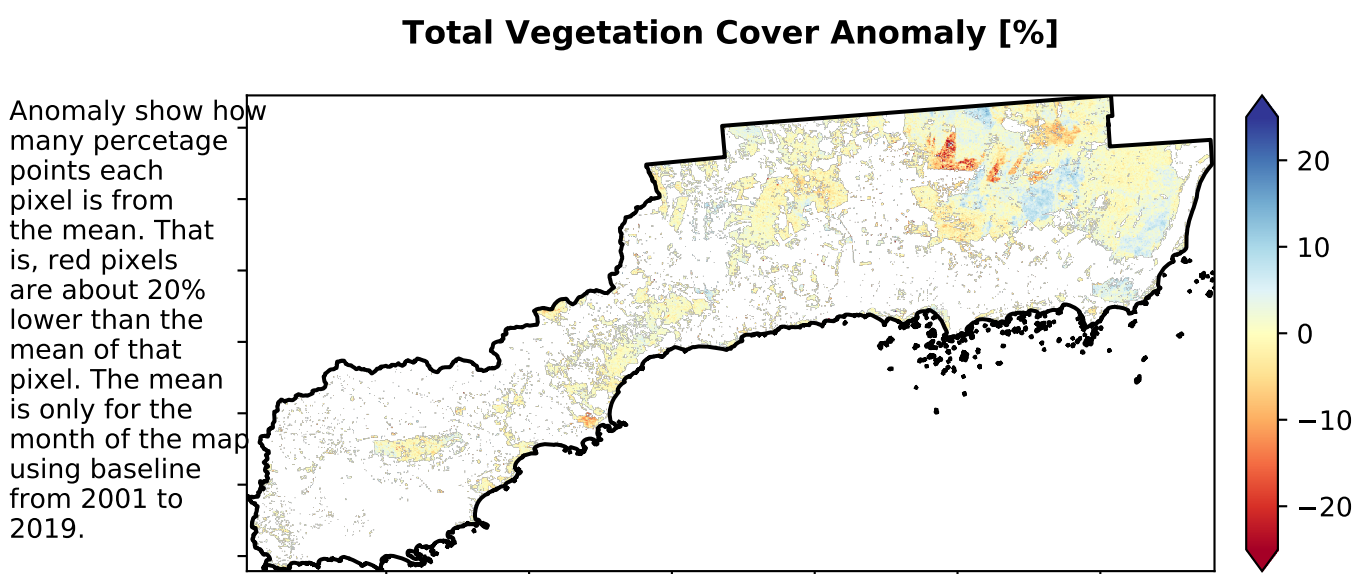 Total Vegetation Cover Anomaly [%]
Anomaly show how
many percetage
points each
pixel is from
the mean. That
is, red pixels
are about 20%
lower than the
mean of that
pixel. The mean
is only for the
month of the map
using baseline
from 2001 to
2019.
20
10
0
−10
−20